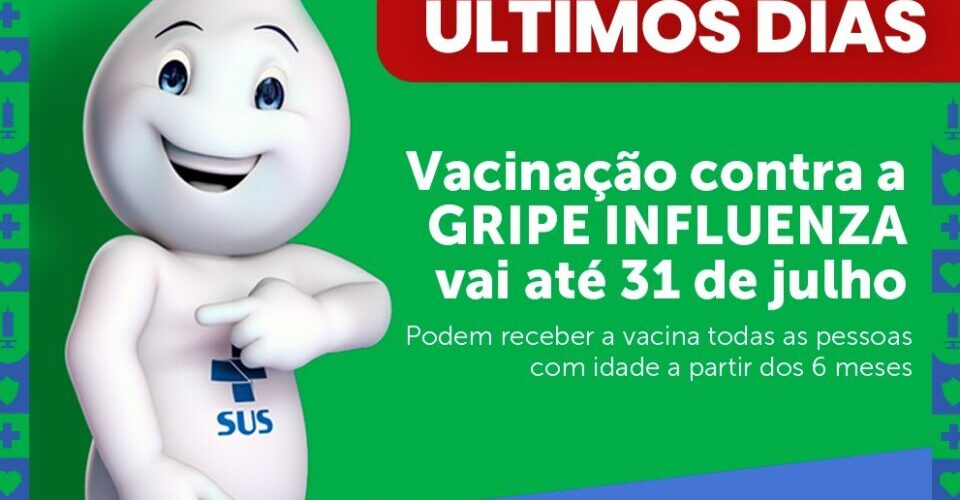 ÚLTIMOS DIAS
Vacinação contra a
GRIPE INFLUENZA
vai até 31 de julho
Podem receber a vacina todas as pessoas
com idade a partir dos 6 meses
SUS